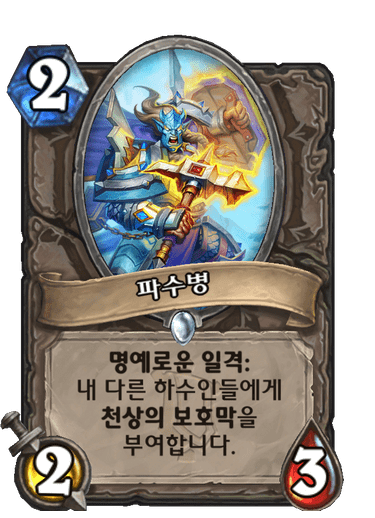 2
파수병
명예로운 일격:
내 다른 하수인들에게
천상의 보호막을
부여합니다.
2
3